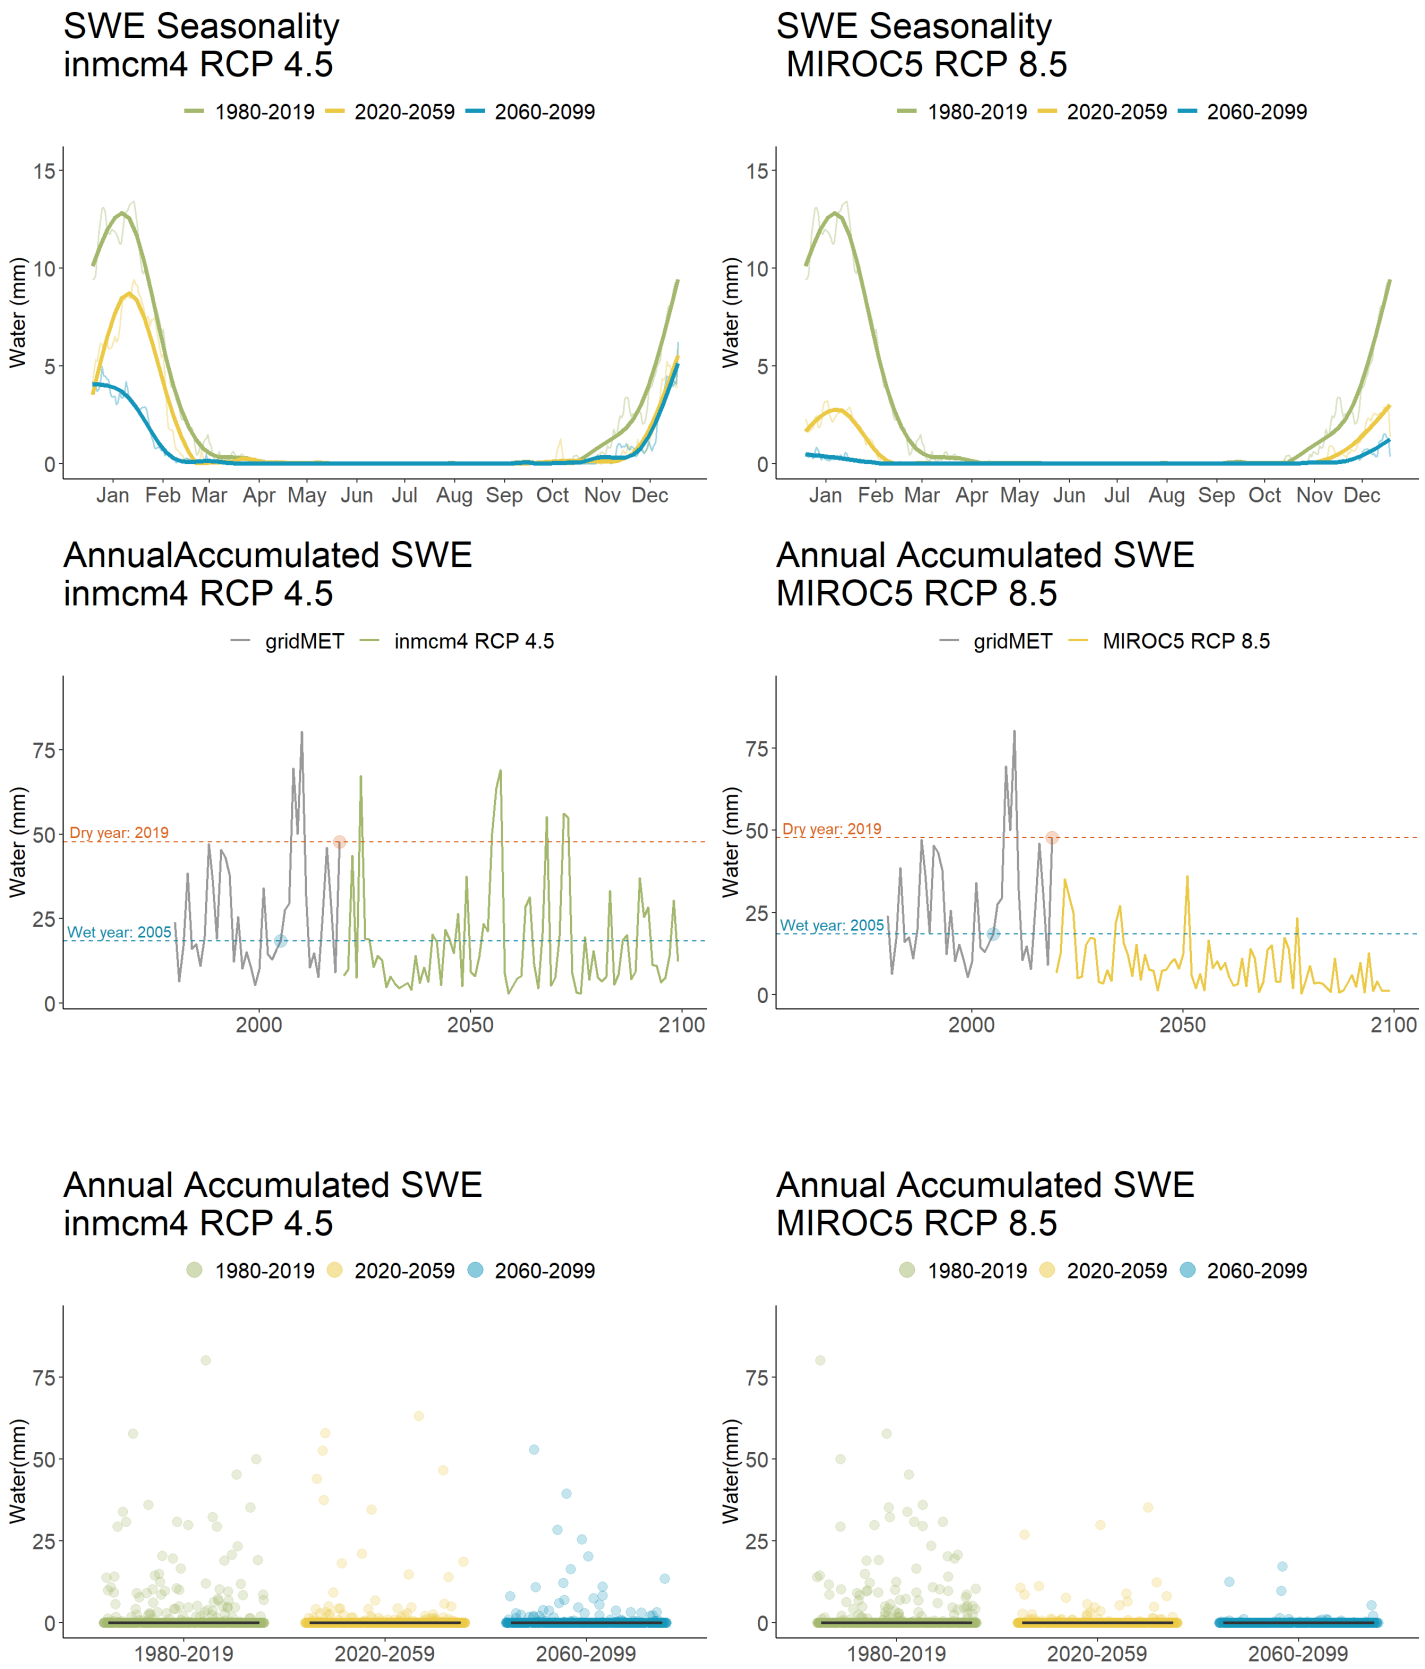 SWE Seasonality
inmcm4 RCP 4.5
1980-2019 2020-2059 2060-2099
Water (mm)
15
10
5
0
Jan Feb Mar Apr May Jun Jul Aug Sep Oct Nov Dec
SWE Seasonality
MIROC5 RCP 8.5
1980-2019 2020-2059 2060-2099
Water (mm)
15
10
5
0
Jan Feb Mar Apr May Jun Jul Aug Sep Oct Nov Dec
AnnualAccumulated SWE
inmcm4 RCP 4.5
gridMET inmcm4 RCP 4.5
Water (mm)
75
50
25
0
Dry year: 2019
Wet year: 2005
2000 2050 2100
Annual Accumulated SWE
MIROC5 RCP 8.5
gridMET MIROC5 RCP 8.5
Water (mm)
75
50
25
0
Dry year: 2019
Wet year: 2005
2000 2050 2100
Annual Accumulated SWE
inmcm4 RCP 4.5
1980-2019 2020-2059 2060-2099
Water(mm)
75
50
25
0
1980-2019 2020-2059 2060-2099
Annual Accumulated SWE
MIROC5 RCP 8.5
1980-2019 2020-2059 2060-2099
Water(mm)
75
50
25
0
1980-2019 2020-2059 2060-2099